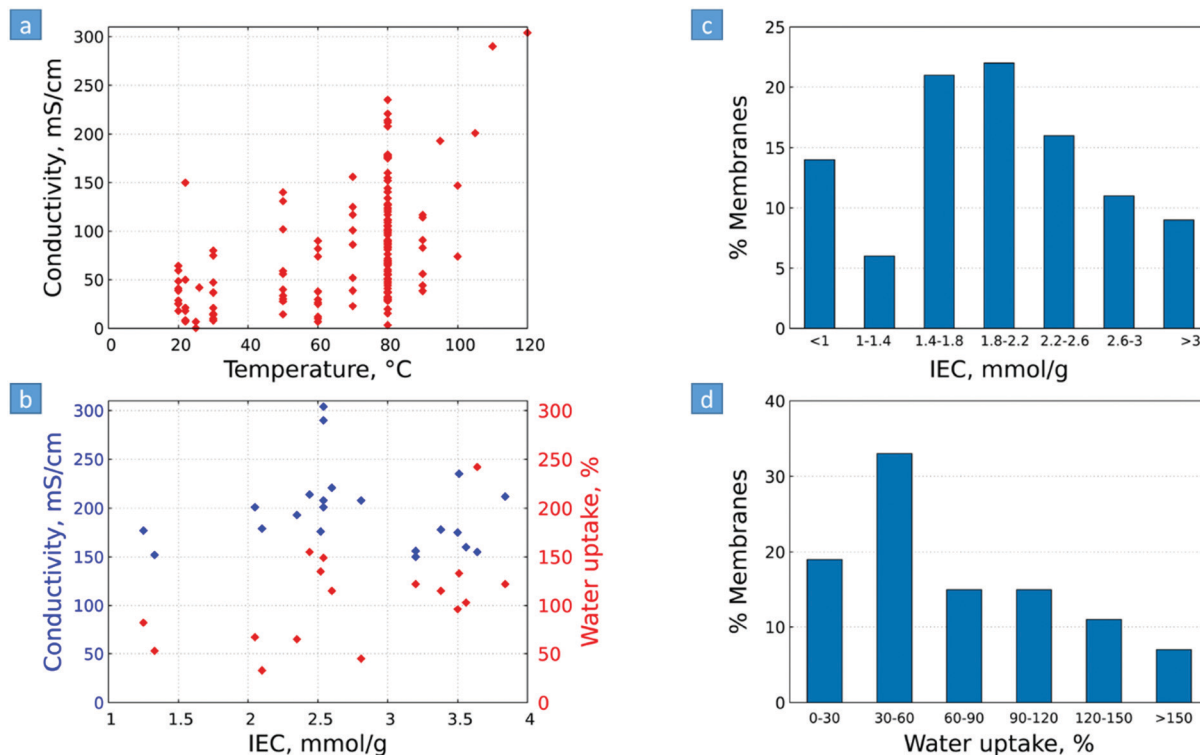 a
300
250
200
150
100
50
0
Conductivity, mS/cm
0 20 40 60 80 100 120
Temperature, °C
b
300
250
200
150
100
50
0
Conductivity, mS/cm
300
250
200
150
100
50
0
Water uptake, %
1 1.5 2 2.5 3 3.5 4
IEC, mmol/g
c
25
20
15
10
5
0
% Membranes
<1 1-1.4 1.4-1.8 1.8-2.2 2.2-2.6 2.6-3 >3
IEC, mmol/g
d
40
30
20
10
0
% Membranes
0-30 30-60 60-90 90-120 120-150 >150
Water uptake, %